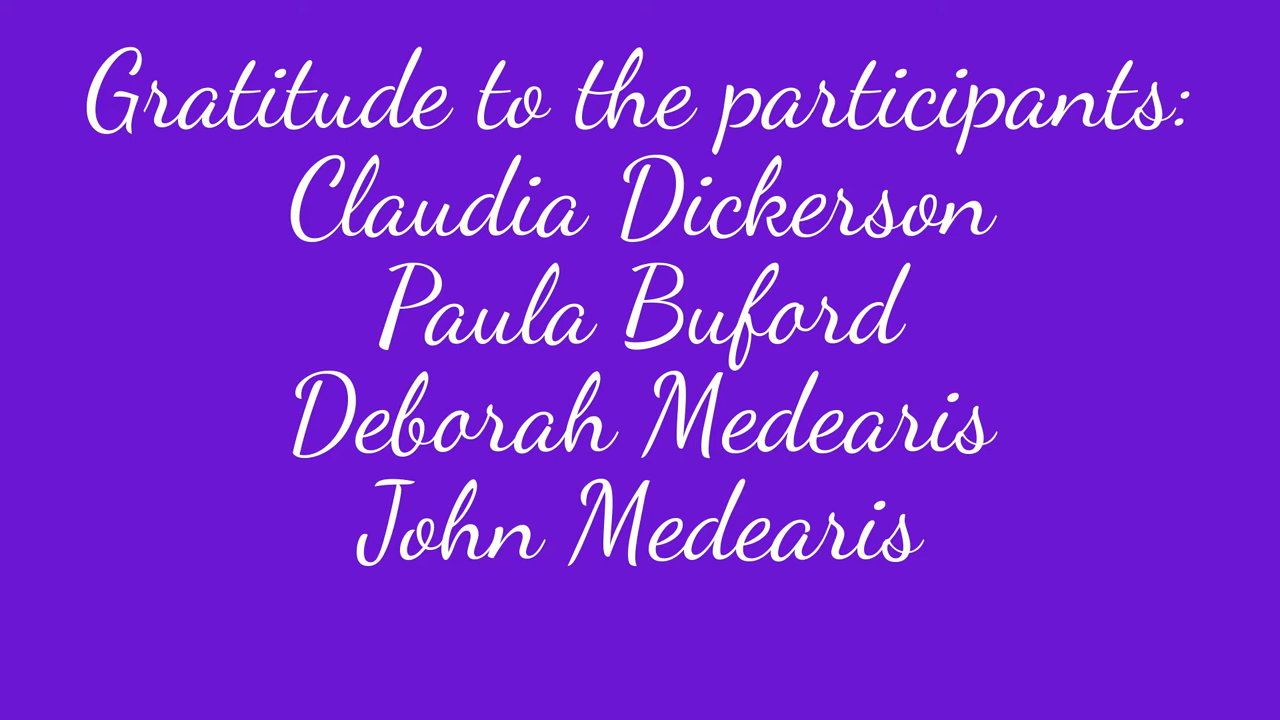 Gratitude to the participants:
Claudia Dickerson
Paula Buford
Deborah Medearis
John Medearis